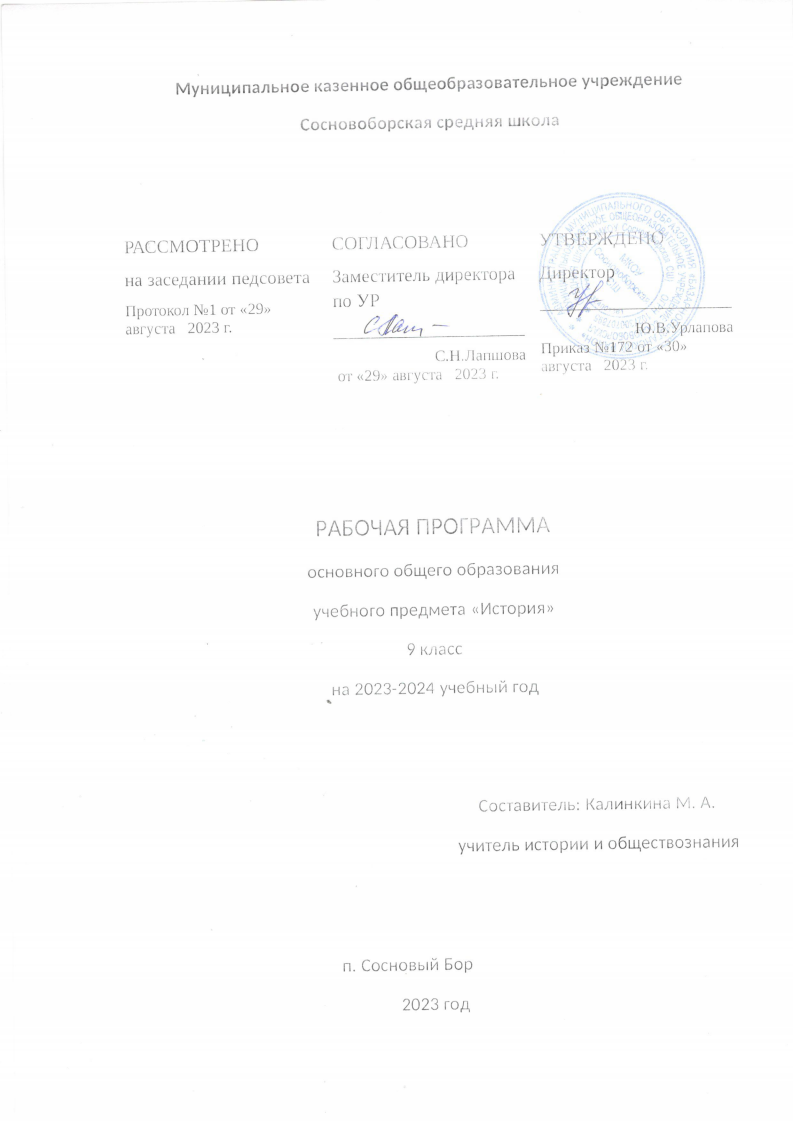 Муниципальное казенное общеобразовательное учреждение
Сосновоборская средняя школа
РАССМОТРЕНО
на заседании педсовета
Протокол №1 от «29»
августа 2023 г.
СОГЛАСОВАНО
Заместитель директора
по УР
С.Н.Лапшова
от «29» августа 2023 г.
УТВЕРЖДЕНО
Директор
Ю.В.Урлапова
Приказ №172 от «30»
августа 2023 г.
РАБОЧАЯ ПРОГРАММА
основного общего образования
учебного предмета «История»
9 класс
на 2023-2024 учебный год
Составитель: Калинкина М. А.
учитель истории и обществознания
п. Сосновый Бор
2023 год